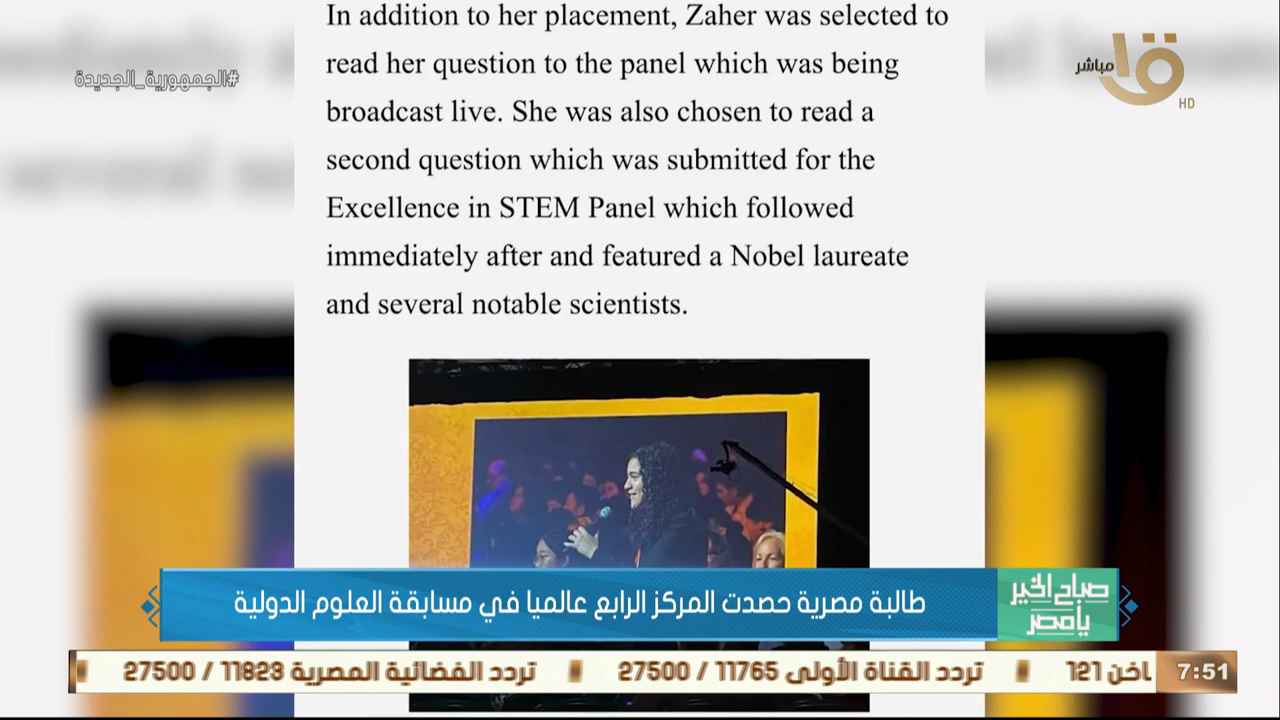 In addition to her placement, Zaher was selected to
read her question to the panel which was being
broadcast live. She was also chosen to read a
second question which was submitted for the
Excellence in STEM Panel which followed
immediately after and featured a Nobel laureate
and several notable scientists.
#الجمهورية_الجديدة
مباشر
HD
طالبة مصرية حصدت المركز الرابع عالميا في مسابقة العلوم الدولية
صباح الخير
يا مصر
7:51
121 تردد القناة الأولى 11765 / 27500 تردد الفضائية المصرية 11823 / 27500